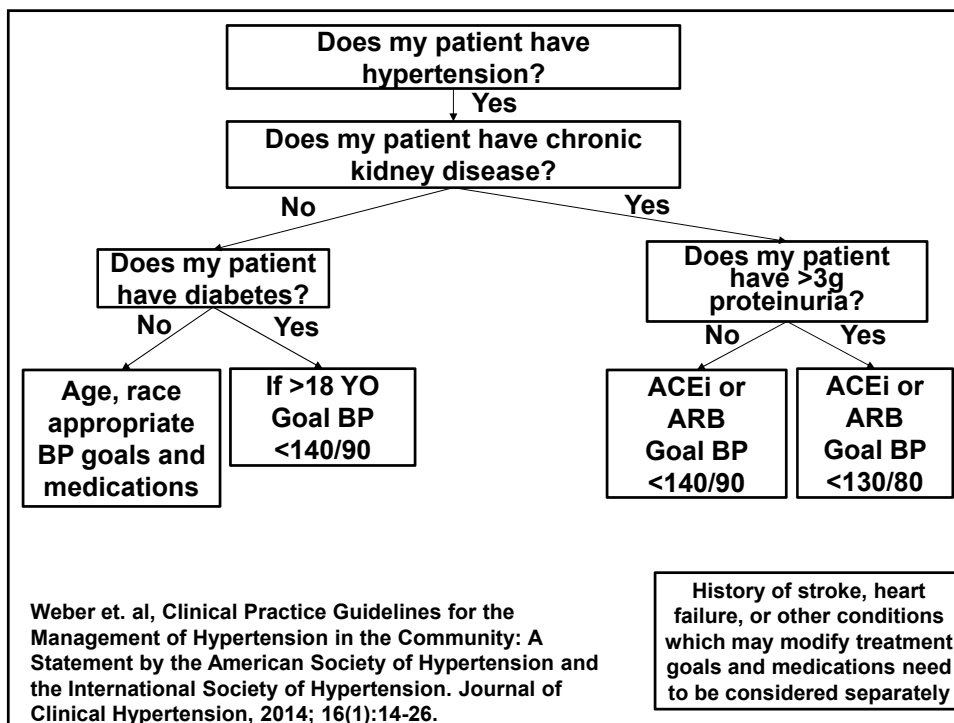 Does my patient have
hypertension?
Yes
Does my patient have chronic
kidney disease?
No
Yes
Does my patient
have diabetes?
Does my patient
have >3g
proteinuria?
No
Yes
No
Yes
Age, race
appropriate
BP goals and
medications
If >18 YO
Goal BP
<140/90
ACEi or
ARB
Goal BP
<140/90
ACEi or
ARB
Goal BP
<130/80
Weber et. al, Clinical Practice Guidelines for the
Management of Hypertension in the Community: A
Statement by the American Society of Hypertension and
the International Society of Hypertension. Journal of
Clinical Hypertension, 2014; 16(1):14-26.
History of stroke, heart
failure, or other conditions
which may modify treatment
goals and medications need
to be considered separately